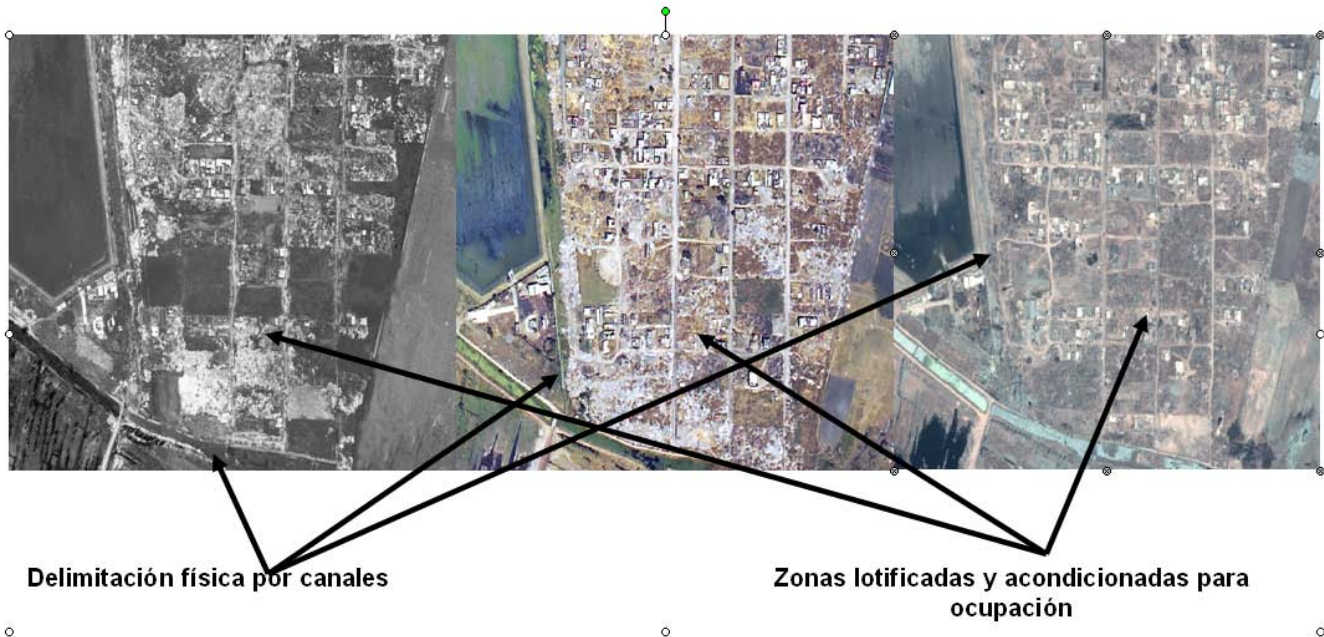 Delimitación física por canales
Zonas lotificadas y acondicionadas para
ocupación